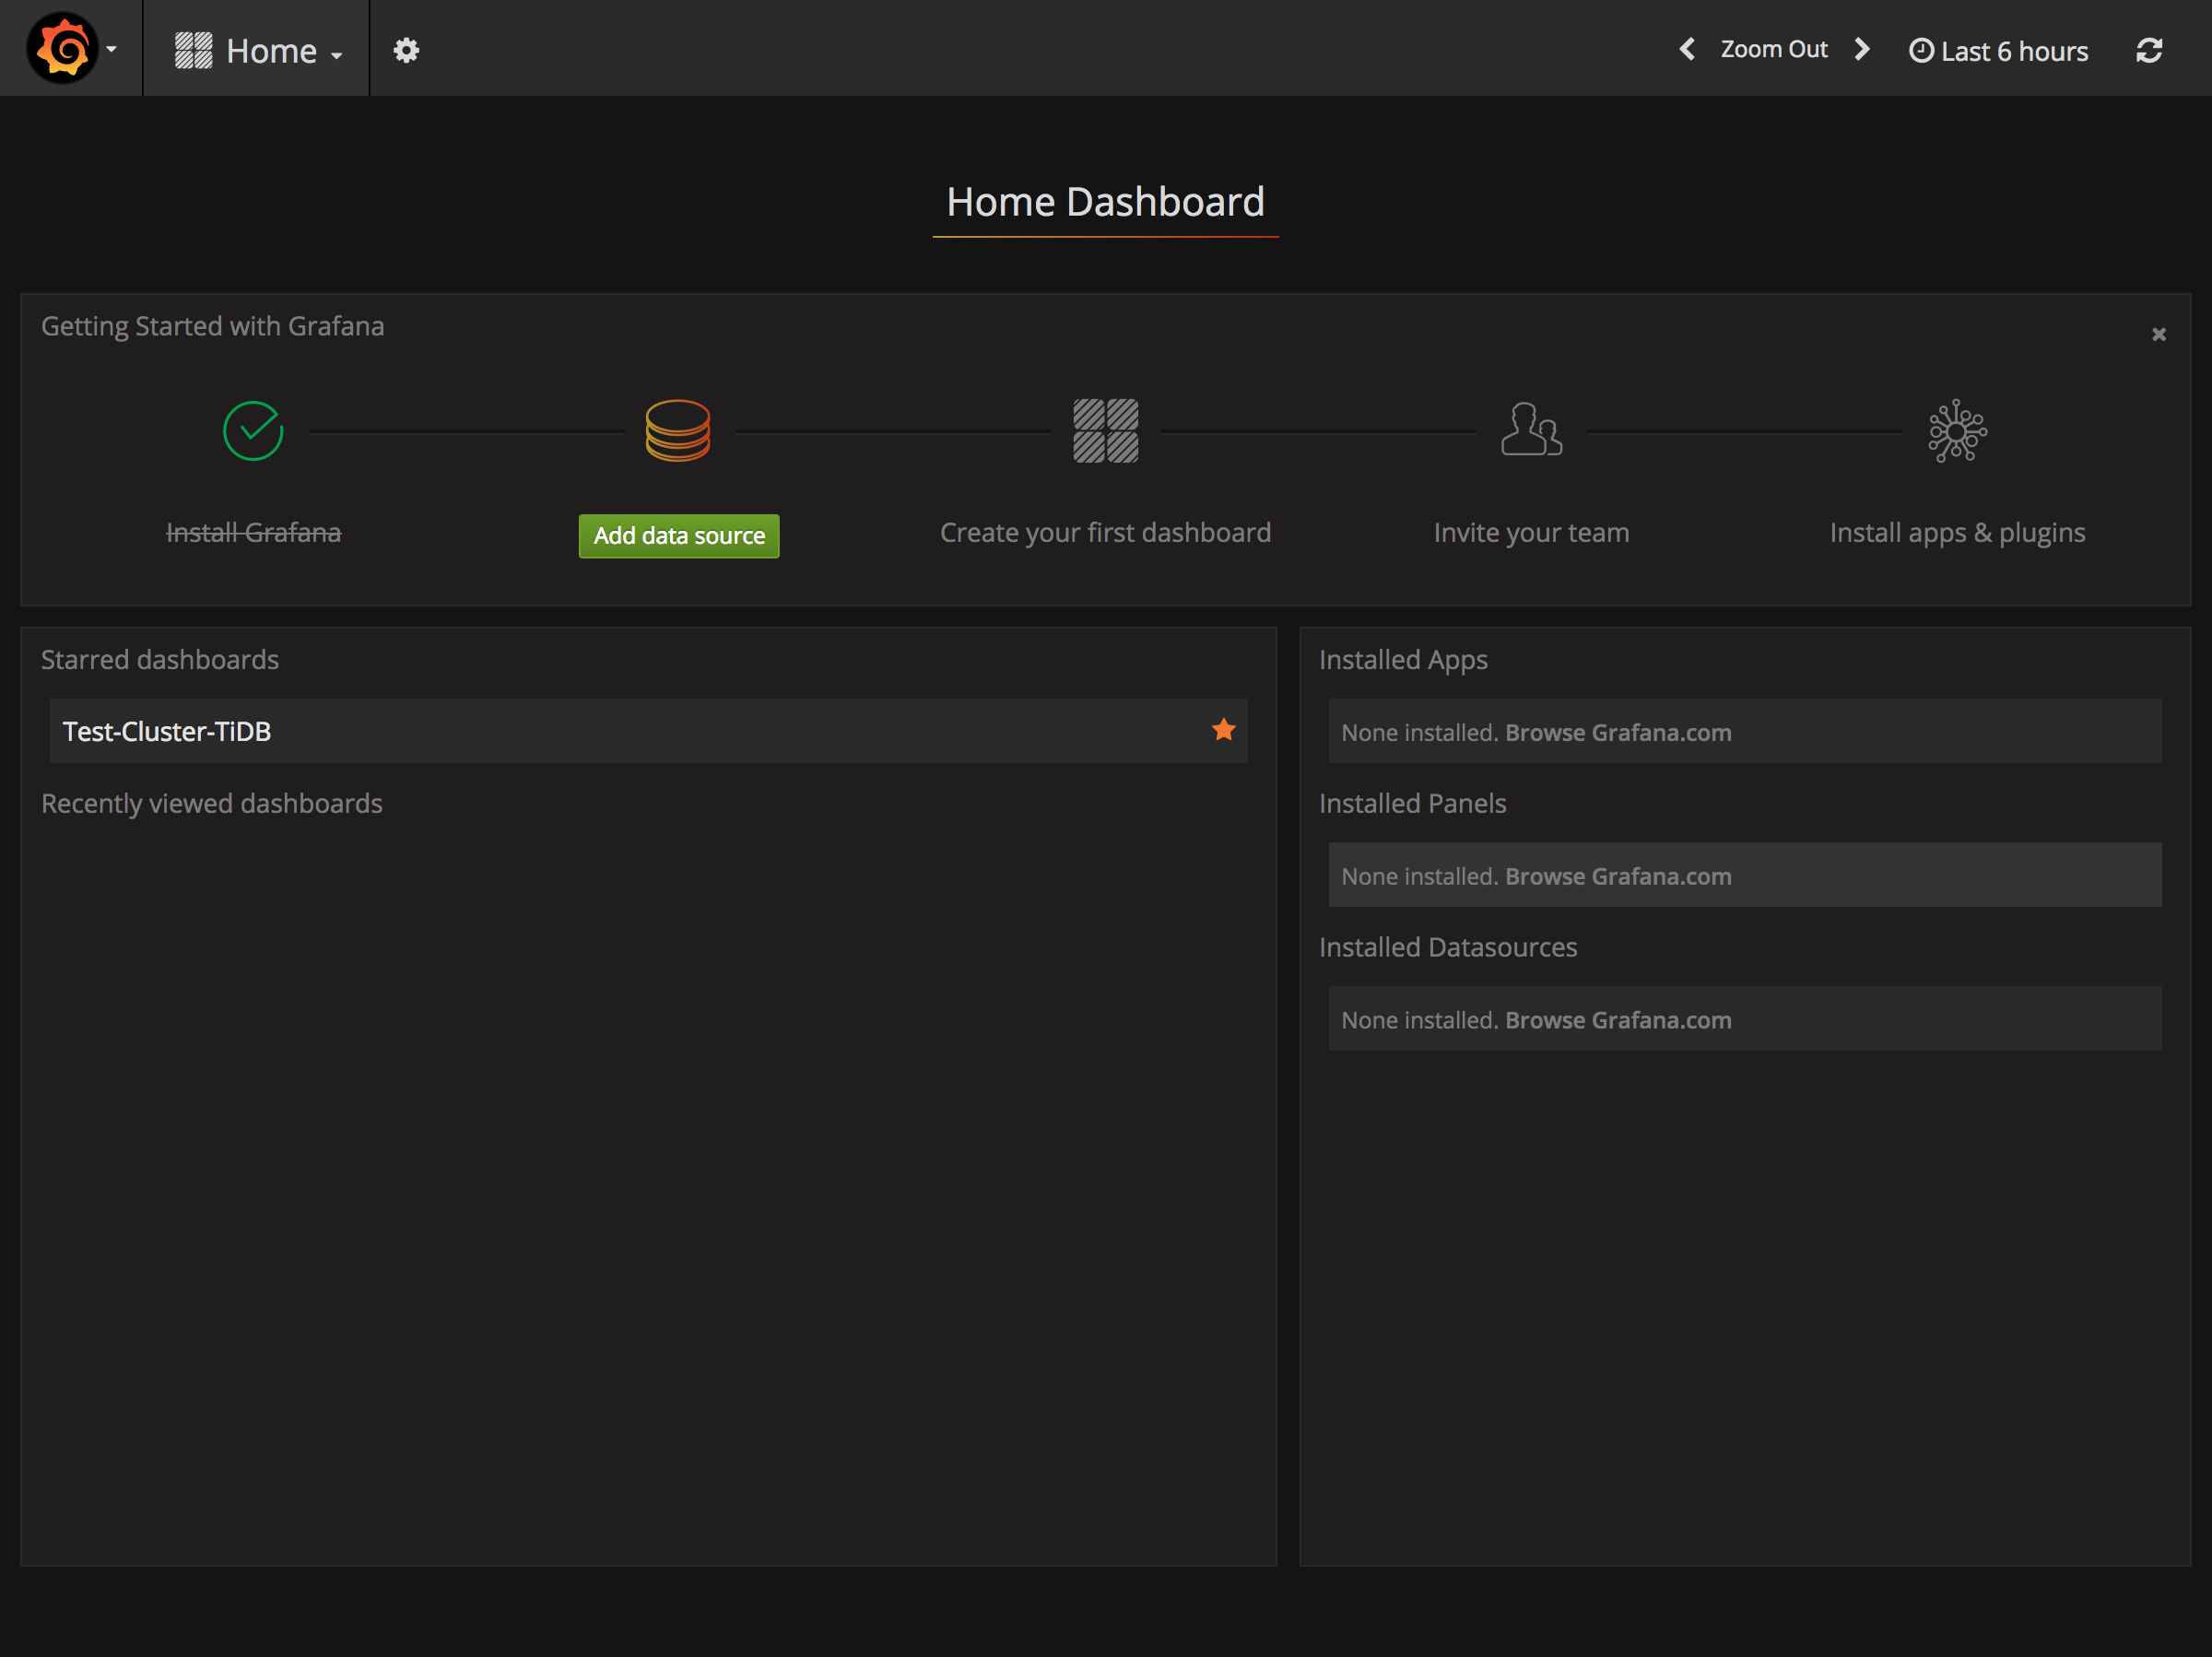 Home
Zoom Out
Last 6 hours
Home Dashboard
Getting Started with Grafana
Install Grafana
Add data source
Create your first dashboard
Invite your team
Install apps & plugins
Starred dashboards
Test-Cluster-TiDB
Recently viewed dashboards
Installed Apps
None installed. Browse Grafana.com
Installed Panels
None installed. Browse Grafana.com
Installed Datasources
None installed. Browse Grafana.com